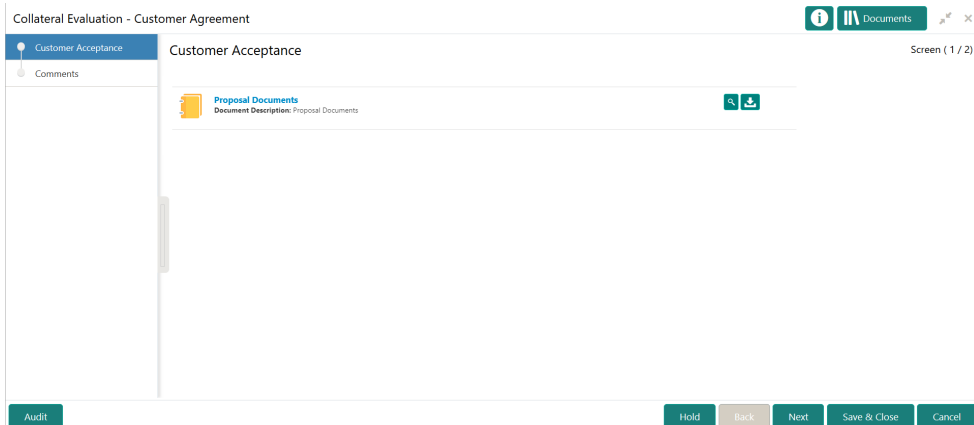 Collateral Evaluation - Customer Agreement
i Documents
Customer Acceptance
Comments
Customer Acceptance
Screen ( 1 / 2)
Proposal Documents
Document Description: Proposal Documents
Audit
Hold Back Next Save & Close Cancel